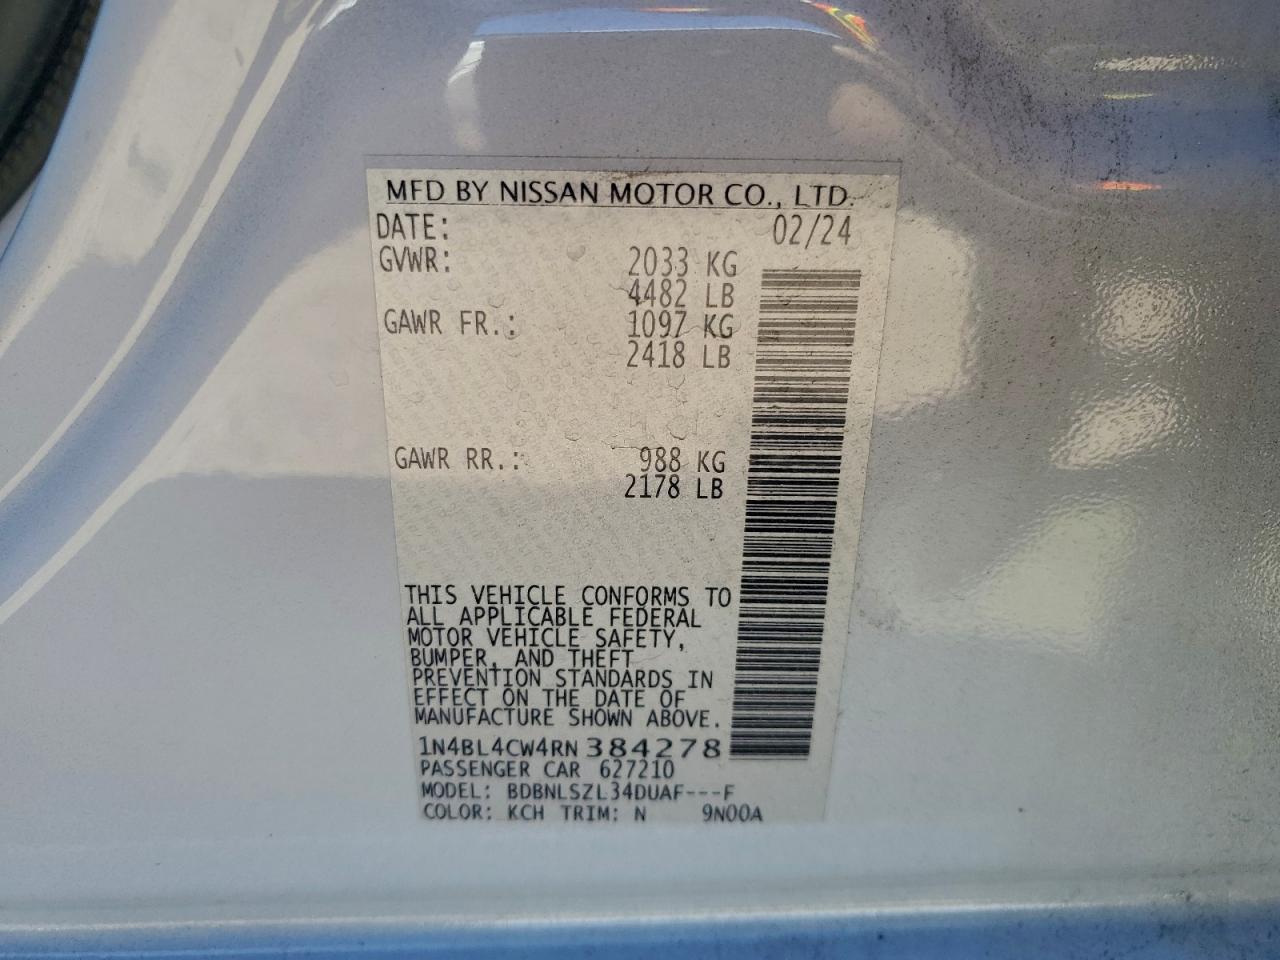 MFD BY NISSAN MOTOR CO., LTD.
DATE: 02/24
GVWR: 2033 KG
4482 LB
GAWR FR.: 1097 KG
2418 LB
GAWR RR.: 988 KG
2178 LB
THIS VEHICLE CONFORMS TO
ALL APPLICABLE FEDERAL
MOTOR VEHICLE SAFETY,
BUMPER, AND THEFT
PREVENTION STANDARDS IN
EFFECT ON THE DATE OF
MANUFACTURE SHOWN ABOVE.
1N4BL4CW4RN384278
PASSENGER CAR 627210
MODEL: BDBNLSZL34DUAF---F
COLOR: KCH TRIM: N 9N00A